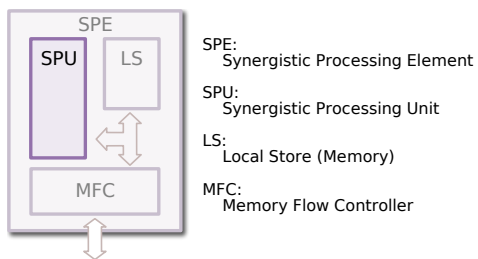 SPE
SPU
LS
MFC
SPE:
Synergistic Processing Element
SPU:
Synergistic Processing Unit
LS:
Local Store (Memory)
MFC:
Memory Flow Controller